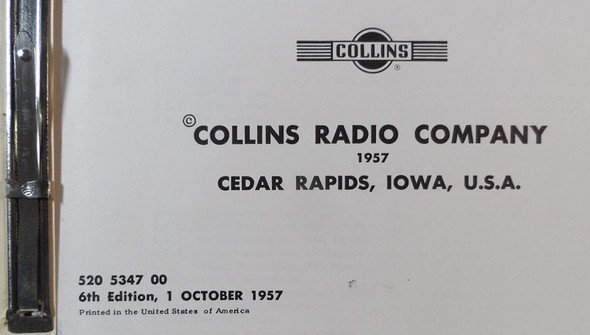 COLLINS
®
© COLLINS RADIO COMPANY
1957
CEDAR RAPIDS, IOWA, U.S.A.
520 5347 00
6th Edition, 1 OCTOBER 1957
Printed in the United States of America